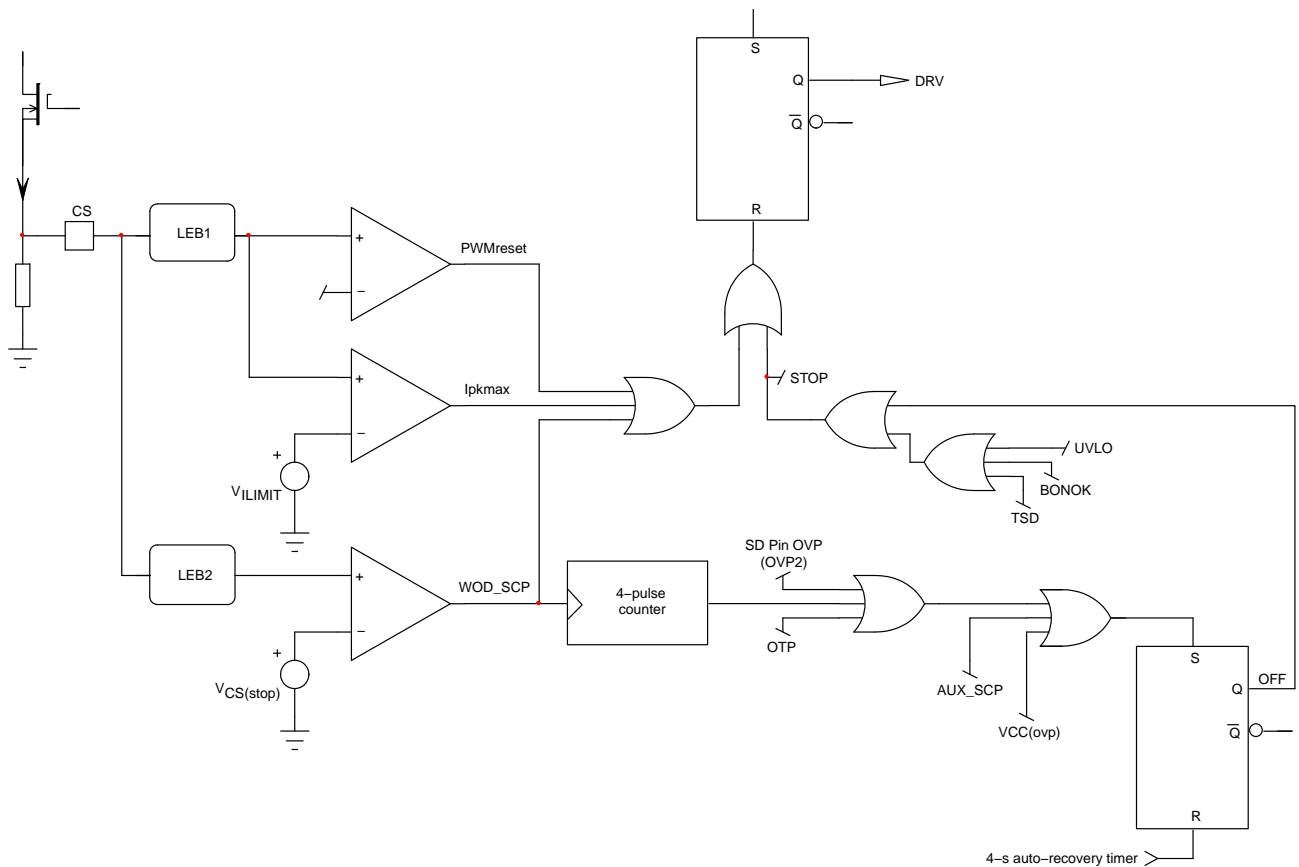 S
Q
DRV
Q
R
CS
LEB1
+
−
PWMreset
+
−
Ipkmax
STOP
+
VILIMIT
UVLO
BONOK
TSD
LEB2
+
−
WOD_SCP
4−pulse
counter
SD Pin OVP
(OVP2)
OTP
+
VCS(stop)
AUX_SCP
VCC(ovp)
S
Q
OFF
Q
R
4−s auto−recovery timer